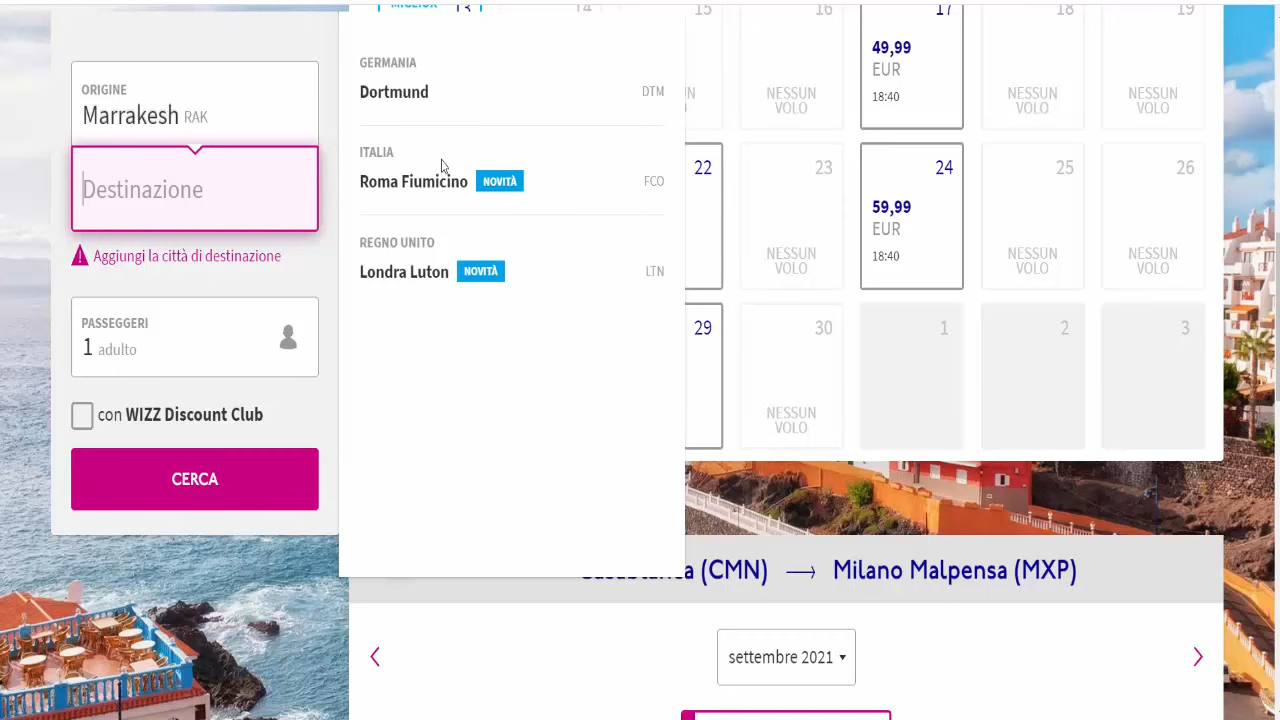 ORIGINE
Marrakesh RAK
Destinazione
Aggiungi la città di destinazione
PASSEGGERI
1 adulto
con WIZZ Discount Club
CERCA
MIGLIOR
13
14
GERMANIA
Dortmund DTM
ITALIA
Roma Fiumicino NOVITÀ FCO
REGNO UNITO
Londra Luton NOVITÀ LTN
15
16
NESSUN
VOLO
17
49,99
EUR
18:40
18
NESSUN
VOLO
19
NESSUN
VOLO
22
23
NESSUN
VOLO
24
59,99
EUR
18:40
25
NESSUN
VOLO
26
NESSUN
VOLO
29
30
NESSUN
VOLO
1
2
3
Casablanca (CMN) → Milano Malpensa (MXP)
settembre 2021